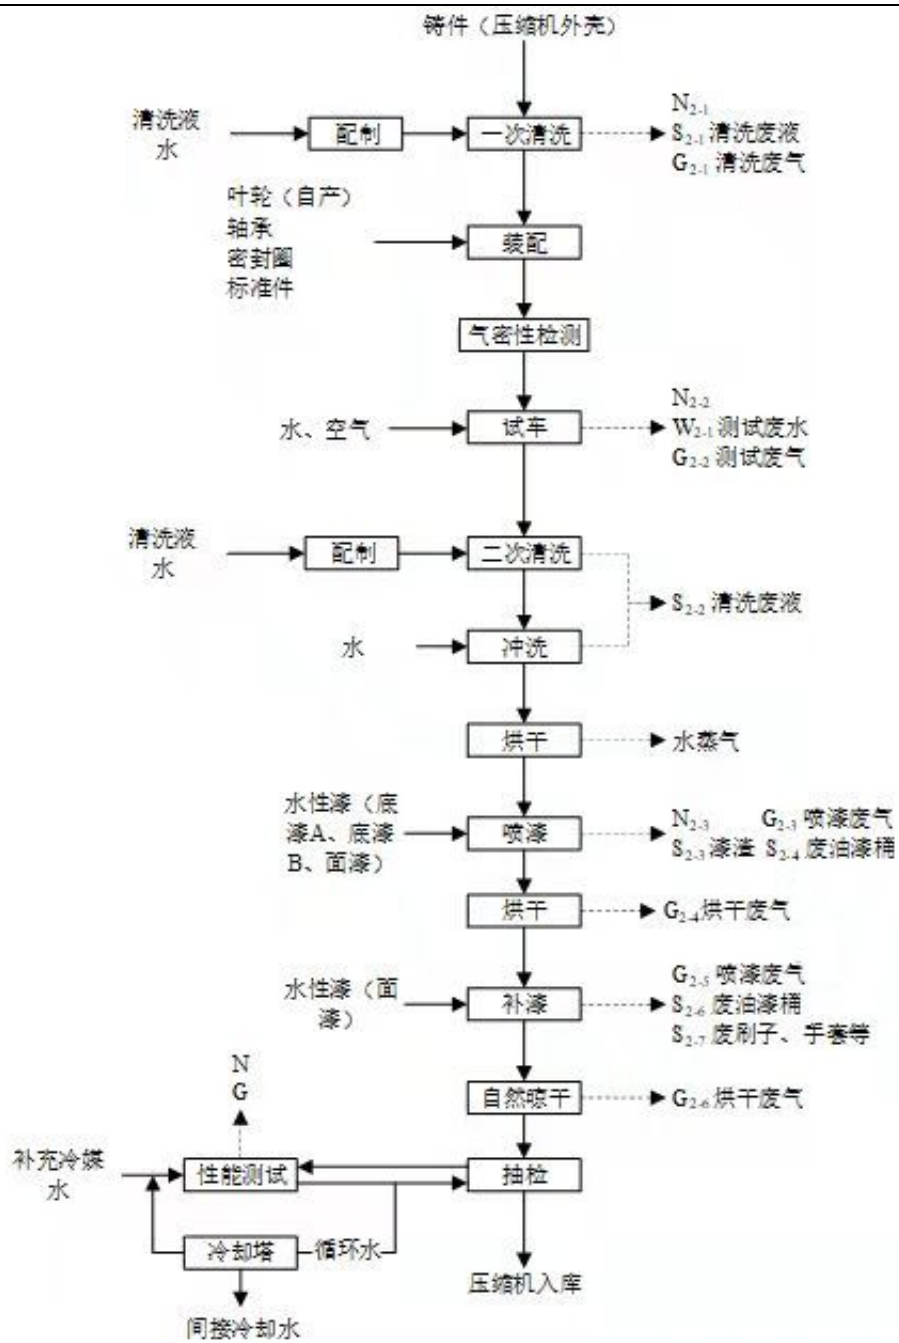 铸件（压缩机外壳）
清洗液
水
配制
一次清洗
N₂₋₁
S₂₋₁ 清洗废液
G₂₋₁ 清洗废气
叶轮（自产）
轴承
密封圈
标准件
装配
气密性检测
水、空气
试车
N₂₋₂
W₂₋₁ 测试废水
G₂₋₂ 测试废气
清洗液
水
配制
二次清洗
S₂₋₂ 清洗废液
水
冲洗
烘干
水蒸气
水性漆（底
漆A、底漆
B、面漆）
喷漆
N₂₋₃ G₂₋₃ 喷漆废气
S₂₋₃ 漆渣 S₂₋₄ 废油漆桶
烘干
G₂₋₄ 烘干废气
水性漆（面
漆）
补漆
G₂₋₅ 喷漆废气
S₂₋₆ 废油漆桶
S₂₋₇ 废刷子、手套等
自然晾干
G₂₋₆ 烘干废气
N
G
补充冷媒
水
性能测试
抽检
冷却塔
循环水
压缩机入库
间接冷却水